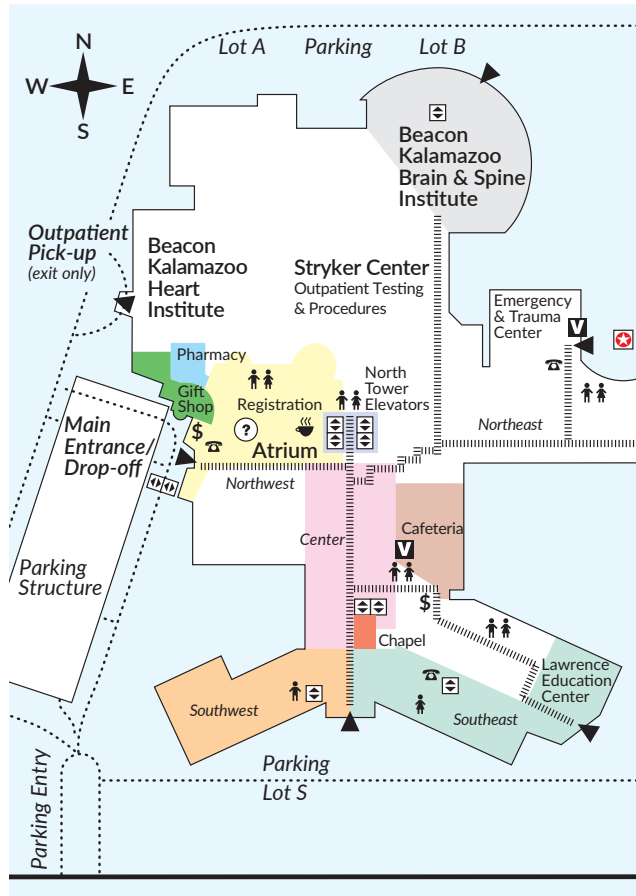 N
W
E
S
Lot A
Parking
Lot B
Beacon
Kalamazoo
Brain & Spine
Institute
Outpatient
Pick-up
(exit only)
Beacon
Kalamazoo
Heart
Institute
Stryker Center
Outpatient Testing
& Procedures
Emergency
& Trauma
Center
V
Pharmacy
Gift
Shop
Registration
North
Tower
Elevators
Main
Entrance/
Drop-off
$
?
Atrium
Northeast
Northwest
Center
Cafeteria
V
Parking
Structure
$
Chapel
Lawrence
Education
Center
Southwest
Southeast
Parking
Lot S
Parking Entry